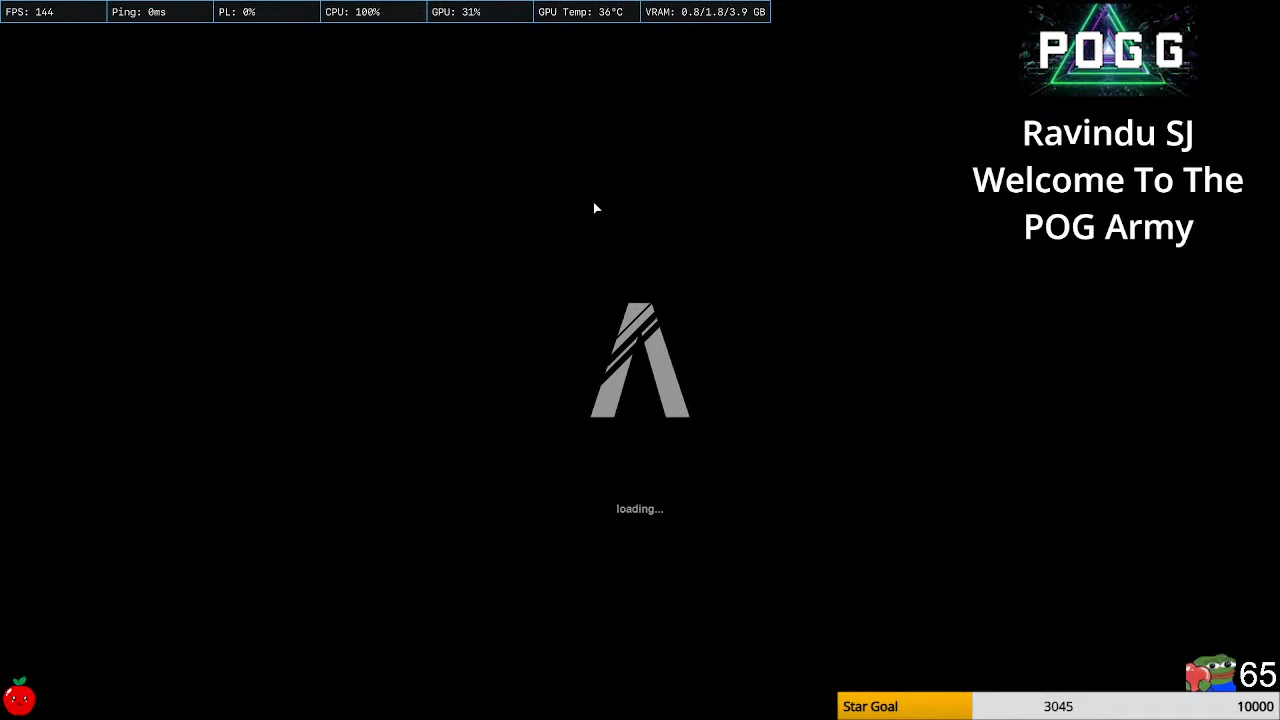 FPS: 144
Ping: 0ms
PL: 0%
CPU: 100%
GPU: 31%
GPU Temp: 36°C
VRAM: 0.8/1.8/3.9 GB
POGG
Ravindu SJ
Welcome To The
POG Army
loading...
65
Star Goal 3045 10000